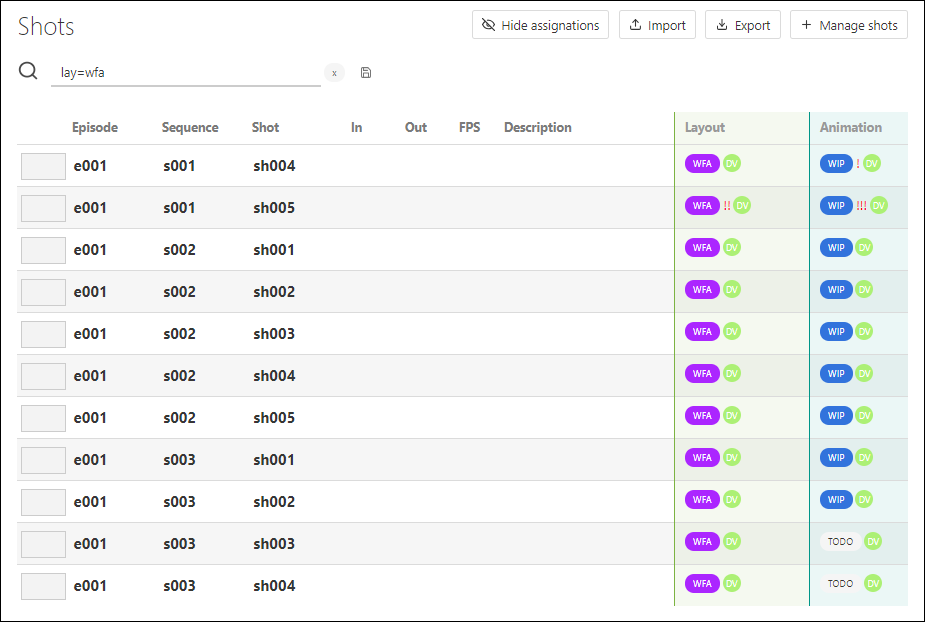 Shots Hide assignations Import Export + Manage shots
lay=wfa x
Episode Sequence Shot In Out FPS Description Layout Animation
e001 s001 sh004 WFA DV WIP ! DV
e001 s001 sh005 WFA !! DV WIP !!! DV
e001 s002 sh001 WFA DV WIP DV
e001 s002 sh002 WFA DV WIP DV
e001 s002 sh003 WFA DV WIP DV
e001 s002 sh004 WFA DV WIP DV
e001 s002 sh005 WFA DV WIP DV
e001 s003 sh001 WFA DV WIP DV
e001 s003 sh002 WFA DV WIP DV
e001 s003 sh003 WFA DV TODO DV
e001 s003 sh004 WFA DV TODO DV